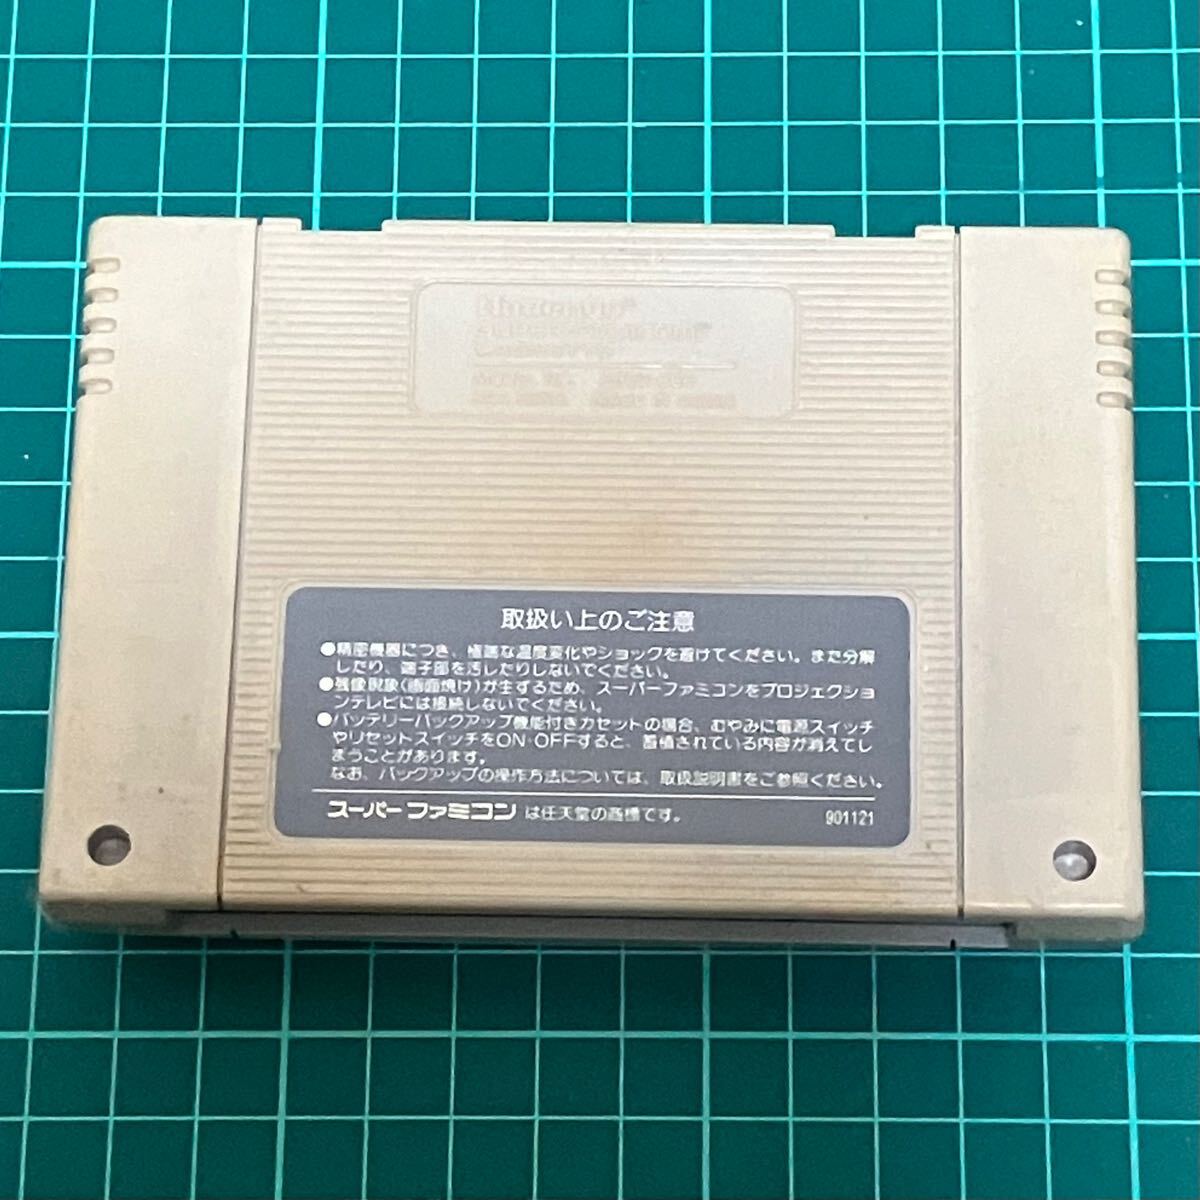 取扱い上のご注意
●精密機器につき、極端な温度変化やショックを避けてください。また分解
したり、端子部を汚したりしないでください。
●残像現象(画面焼け)が生ずるため、スーパーファミコンをプロジェクショ
ンテレビには接続しないでください。
●バッテリーバックアップ機能付きカセットの場合、むやみに電源スイッチ
やリセットスイッチをON・OFFすると、蓄積されている内容が消えてし
まうことがあります。
なお、バックアップの操作方法については、取扱説明書をご参照ください。
スーパーファミコン は任天堂の商標です。 901121